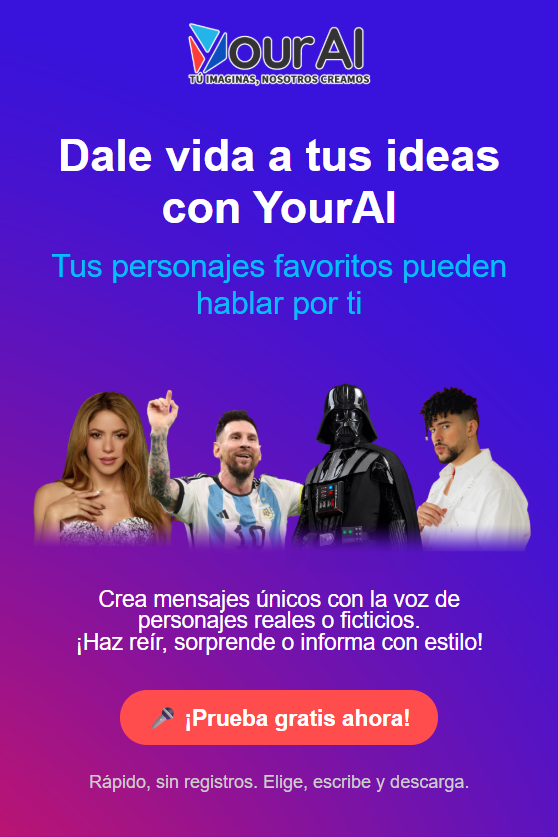 YourAI
TÚ IMAGINAS, NOSOTROS CREAMOS
Dale vida a tus ideas
con YourAI
Tus personajes favoritos pueden
hablar por ti
10
Crea mensajes únicos con la voz de
personajes reales o ficticios.
¡Haz reír, sorprende o informa con estilo!
🎤 ¡Prueba gratis ahora!
Rápido, sin registros. Elige, escribe y descarga.